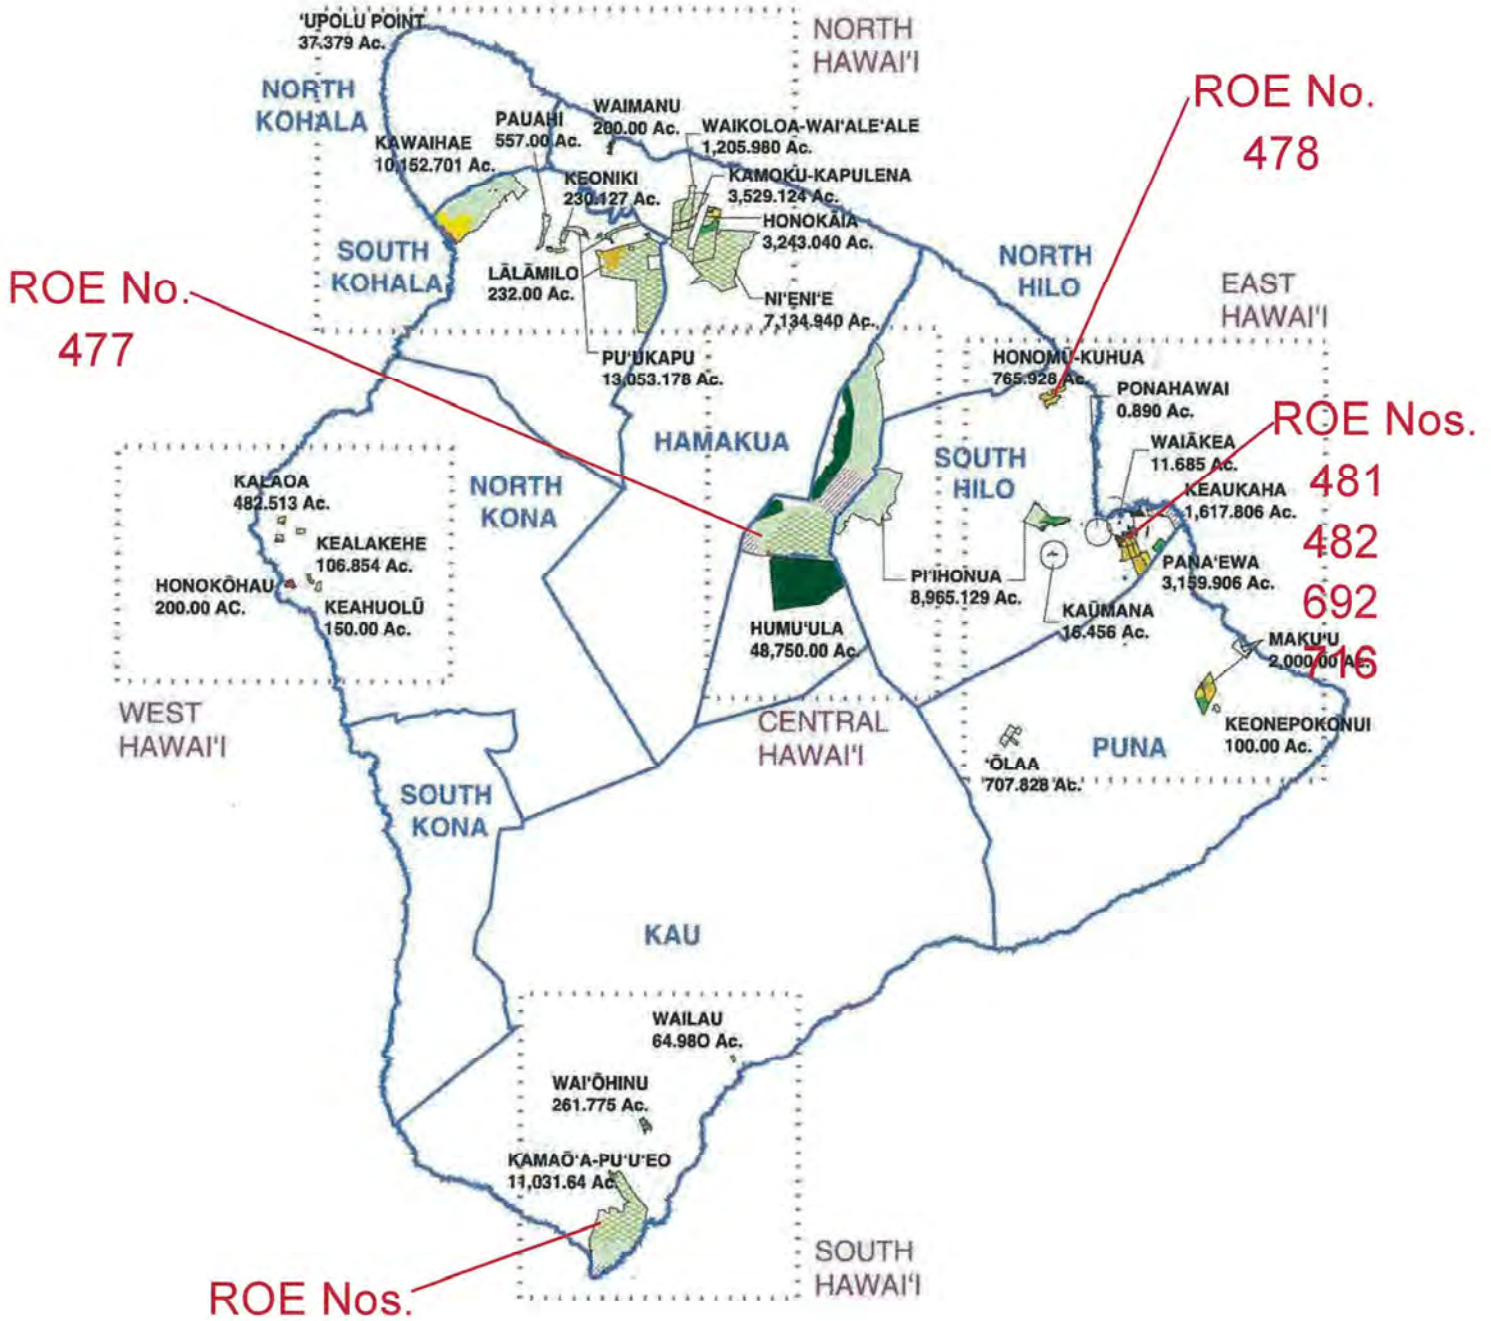 'UPOLU POINT
37.379 Ac.
NORTH
HAWAI'I
NORTH
KOHALA
PAUAHI
557.00 Ac.
WAIMANU
200.00 Ac.
WAIKOLOA-WAI'ALE'ALE
1,205.980 Ac.
KAWAIHAE
10,152.701 Ac.
KEONIKI
230.127 Ac.
KAMOKU-KAPULENA
3,529.124 Ac.
HONOKĀIA
3,243.040 Ac.
SOUTH
KOHALA
LĀLĀMILO
232.00 Ac.
NI'ENI'E
7,134.940 Ac.
PU'UKAPU
13,053.178 Ac.
ROE No.
478
ROE No.
477
NORTH
HILO
EAST
HAWAI'I
HONOMŪ-KUHUA
765.928 Ac.
PONAHAWAI
0.890 Ac.
ROE Nos.
481
482
692
716
WAIĀKEA
11.685 Ac.
KEAUKAHA
1,617.806 Ac.
HAMAKUA
SOUTH
HILO
NORTH
KONA
KALAOA
482.513 Ac.
KEALAKEHE
106.854 Ac.
HONOKŌHAU
200.00 AC.
KEAHUOLŪ
150.00 Ac.
PANA'EWA
3,159.906 Ac.
PI'IHONUA
8,965.129 Ac.
KAŪMANA
16.456 Ac.
HUMU'ULA
48,750.00 Ac.
MAKU'U
2,000.00 Ac.
WEST
HAWAI'I
CENTRAL
HAWAI'I
KEONEPOKONUI
100.00 Ac.
PUNA
'ŌLAA
707.828 Ac.
SOUTH
KONA
KAU
WAILAU
64.980 Ac.
WAI'ŌHINU
261.775 Ac.
KAMAŌ'A-PU'U'EO
11,031.64 Ac.
SOUTH
HAWAI'I
ROE Nos.